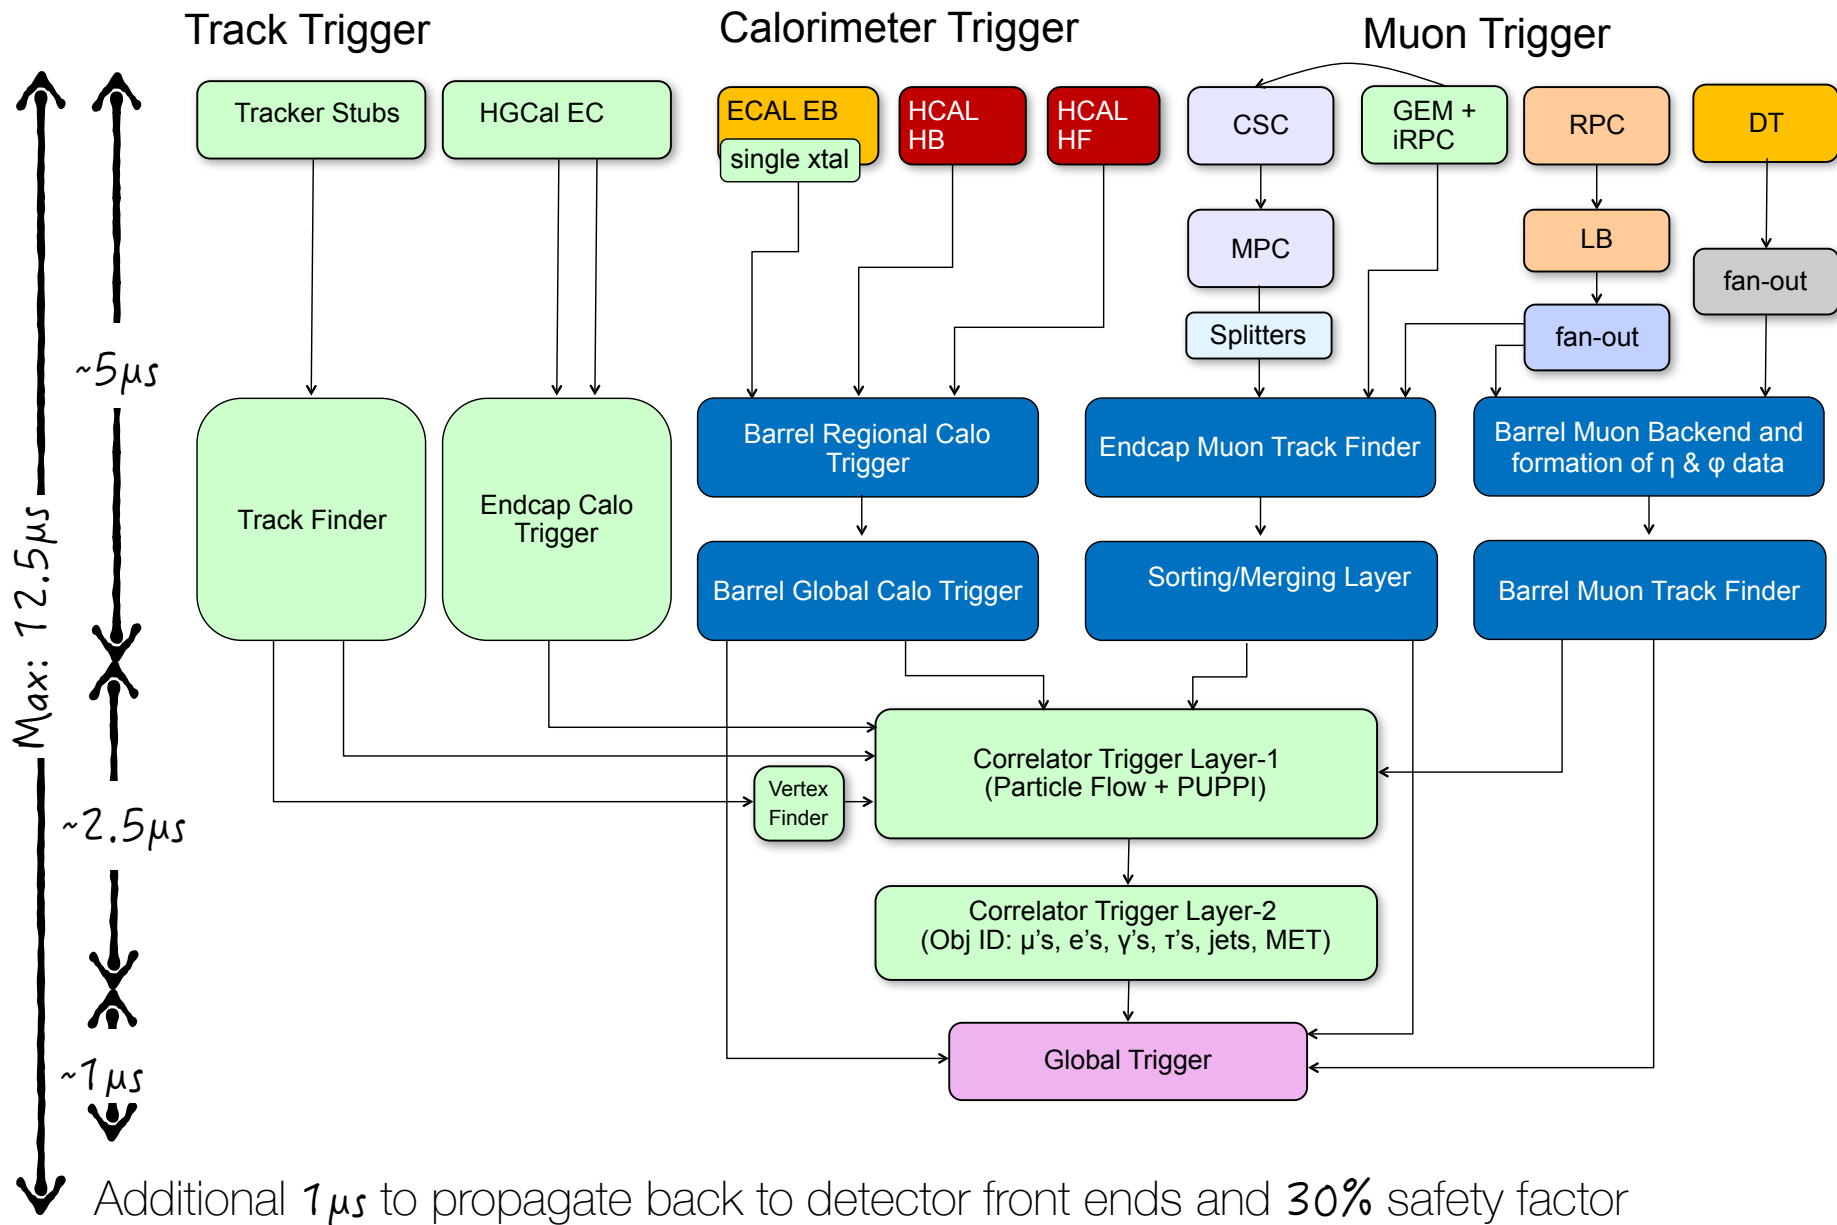 Track Trigger
Calorimeter Trigger
Muon Trigger
Tracker Stubs
HGCal EC
ECAL EB
single xtal
HCAL
HB
HCAL
HF
CSC
GEM +
iRPC
RPC
DT
MPC
LB
fan-out
Splitters
fan-out
~5μs
Max: 12.5μs
Track Finder
Endcap Calo
Trigger
Barrel Regional Calo
Trigger
Endcap Muon Track Finder
Barrel Muon Backend and
formation of η & φ data
Barrel Global Calo Trigger
Sorting/Merging Layer
Barrel Muon Track Finder
~2.5μs
Vertex
Finder
Correlator Trigger Layer-1
(Particle Flow + PUPPI)
Correlator Trigger Layer-2
(Obj ID: μ's, e's, γ's, τ's, jets, MET)
~1μs
Global Trigger
Additional 1μs to propagate back to detector front ends and 30% safety factor